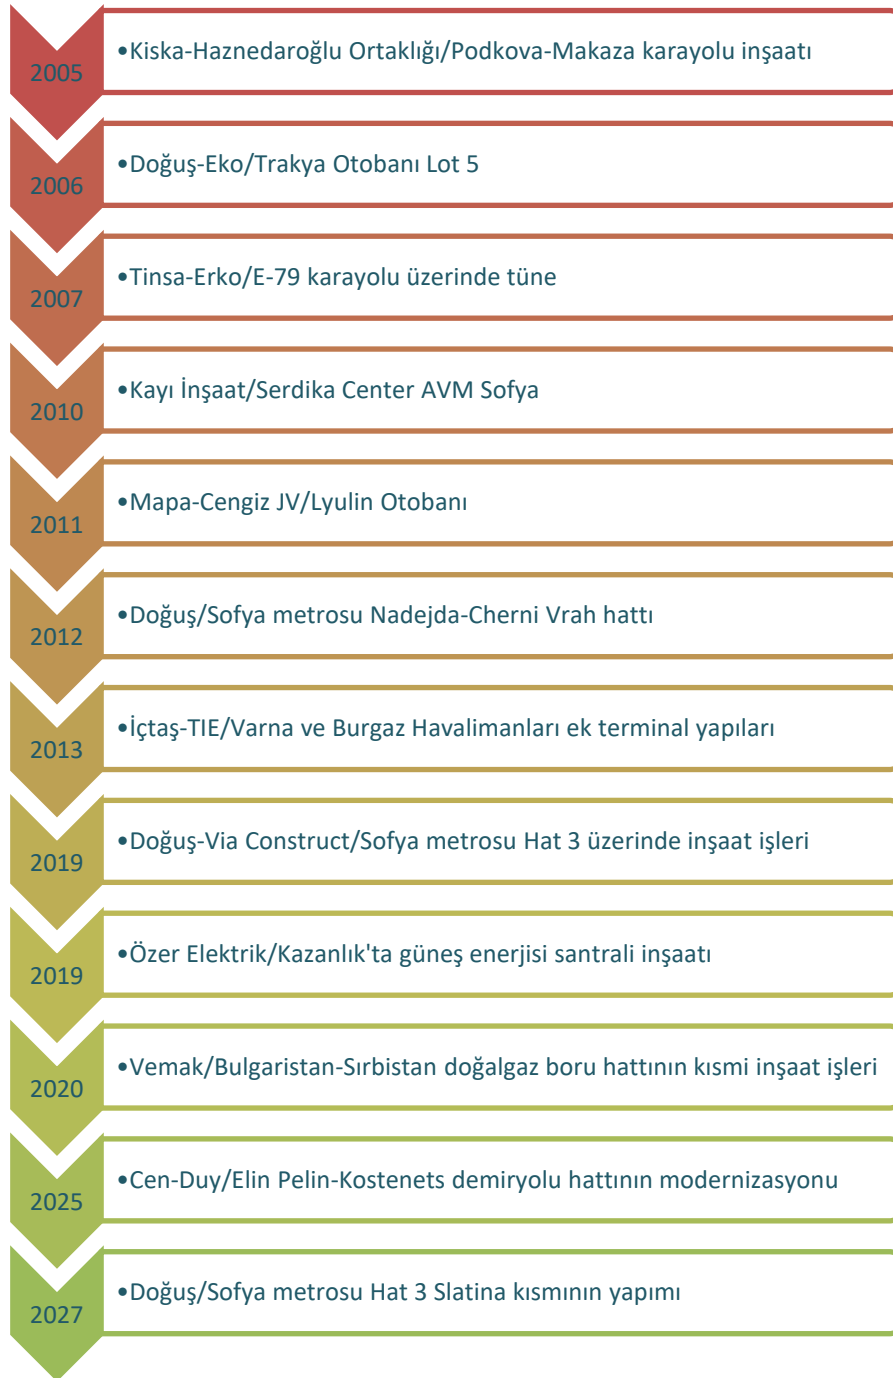 2005
•Kiska-Haznedaroğlu Ortaklığı/Podkova-Makaza karayolu inşaatı
2006
•Doğuş-Eko/Trakya Otobanı Lot 5
2007
•Tinsa-Erko/E-79 karayolu üzerinde tüne
2010
•Kayı İnşaat/Serdika Center AVM Sofya
2011
•Mapa-Cengiz JV/Lyulin Otobanı
2012
•Doğuş/Sofya metrosu Nadejda-Cherni Vrah hattı
2013
•İçtaş-TIE/Varna ve Burgaz Havalimanları ek terminal yapıları
2019
•Doğuş-Via Construct/Sofya metrosu Hat 3 üzerinde inşaat işleri
2019
•Özer Elektrik/Kazanlık'ta güneş enerjisi santrali inşaatı
2020
•Vemak/Bulgaristan-Sırbistan doğalgaz boru hattının kısmi inşaat işleri
2025
•Cen-Duy/Elin Pelin-Kostenets demiryolu hattının modernizasyonu
2027
•Doğuş/Sofya metrosu Hat 3 Slatina kısmının yapımı